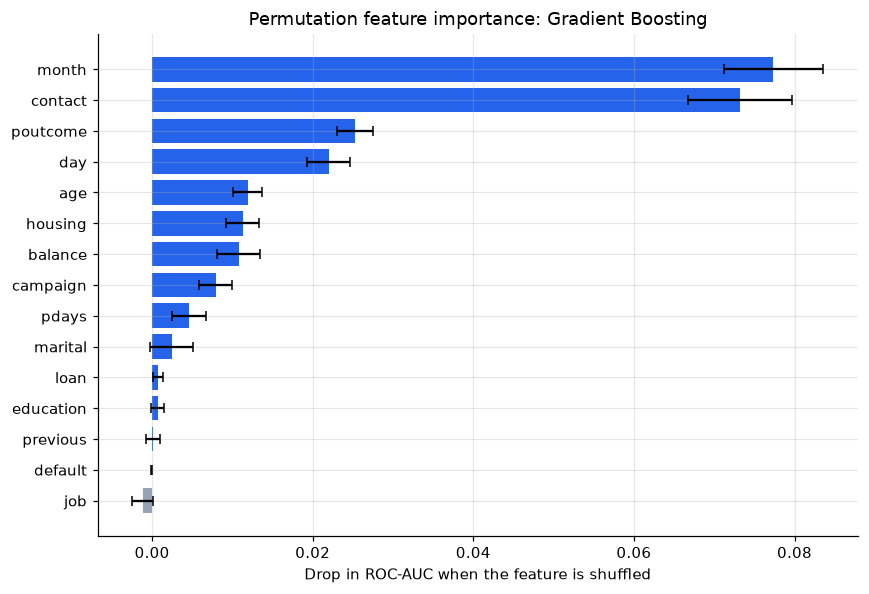 Permutation feature importance: Gradient Boosting
month
contact
poutcome
day
age
housing
balance
campaign
pdays
marital
loan
education
previous
default
job
0.00 0.02 0.04 0.06 0.08
Drop in ROC-AUC when the feature is shuffled